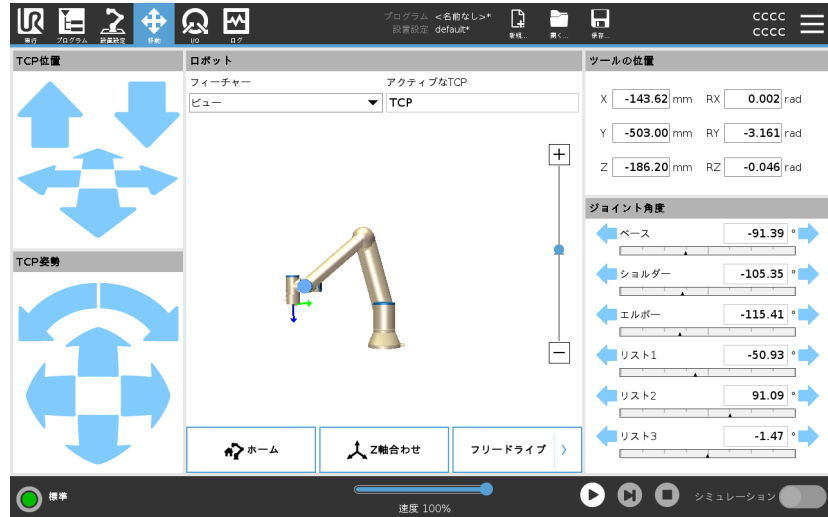 UR
実行
プログラム
設置設定
移動
I/O
ログ
プログラム <名前なし>*
設置設定 default*
新規...
開く...
保存...
CCCC
CCCC
TCP位置
TCP姿勢
ロボット
フィーチャー
アクティブなTCP
ビュー
TCP
+
−
ホーム
Z軸合わせ
フリードライブ
ツールの位置
X -143.62 mm RX 0.002 rad
Y -503.00 mm RY -3.161 rad
Z -186.20 mm RZ -0.046 rad
ジョイント角度
ベース -91.39 °
ショルダー -105.35 °
エルボー -115.41 °
リスト1 -50.93 °
リスト2 91.09 °
リスト3 -1.47 °
標準
速度 100%
シミュレーション